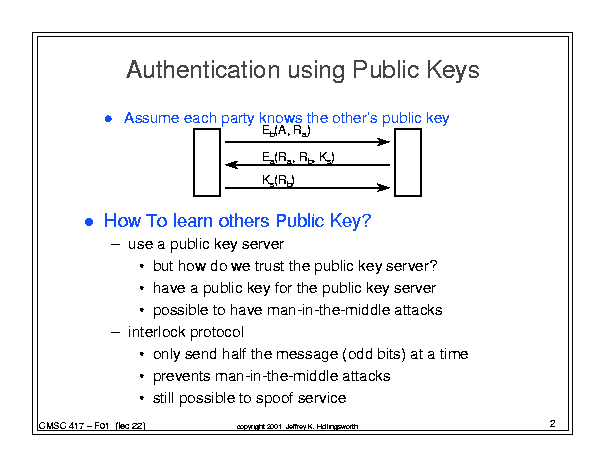 Authentication using Public Keys
● Assume each party knows the other's public key
E_b(A, R_a)
E_a(R_a, R_b, K_s)
K_s(R_b)
● How To learn others Public Key?
– use a public key server
• but how do we trust the public key server?
• have a public key for the public key server
• possible to have man-in-the-middle attacks
– interlock protocol
• only send half the message (odd bits) at a time
• prevents man-in-the-middle attacks
• still possible to spoof service
CMSC 417 – F01 (lec 22)
copyright 2001 Jeffrey K. Hollingsworth
2